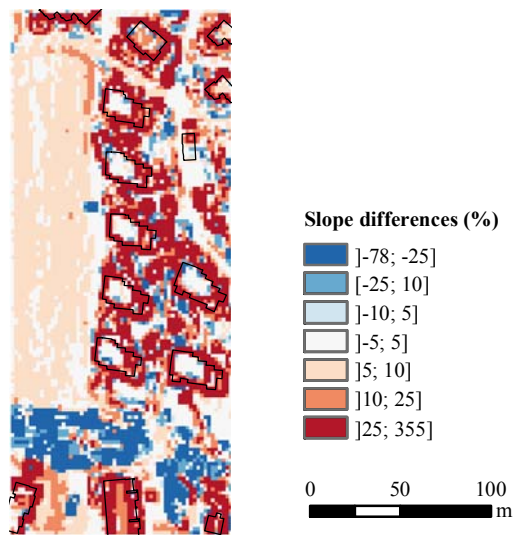 Slope differences (%)
]-78; -25]
[-25; 10]
]-10; 5]
]-5; 5]
]5; 10]
]10; 25]
]25; 355]
0 50 100
m